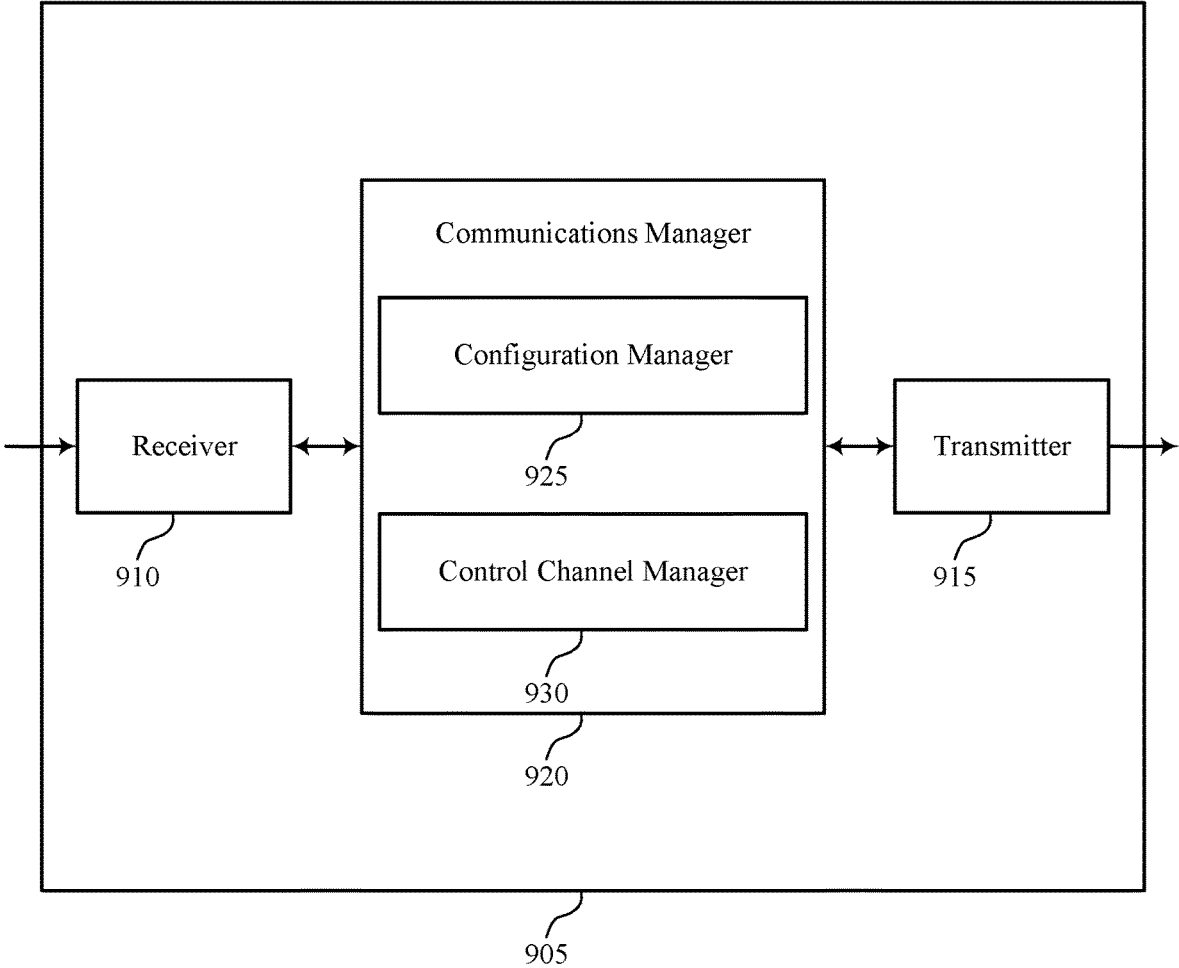 Communications Manager
Configuration Manager
925
Receiver
910
Transmitter
915
Control Channel Manager
930
920
905